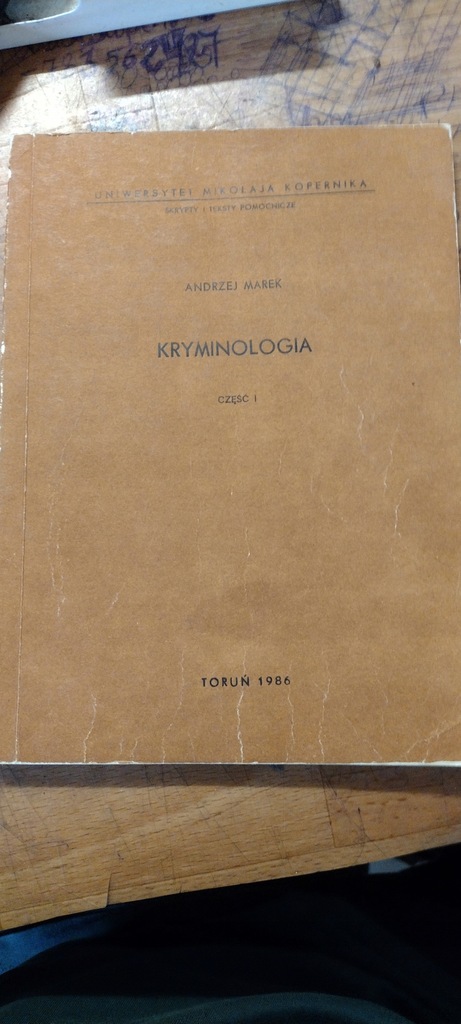 UNIWERSYTET MIKOŁAJA KOPERNIKA
SKRYPTY I TEKSTY POMOCNICZE
ANDRZEJ MAREK
KRYMINOLOGIA
CZĘŚĆ I
TORUŃ 1986